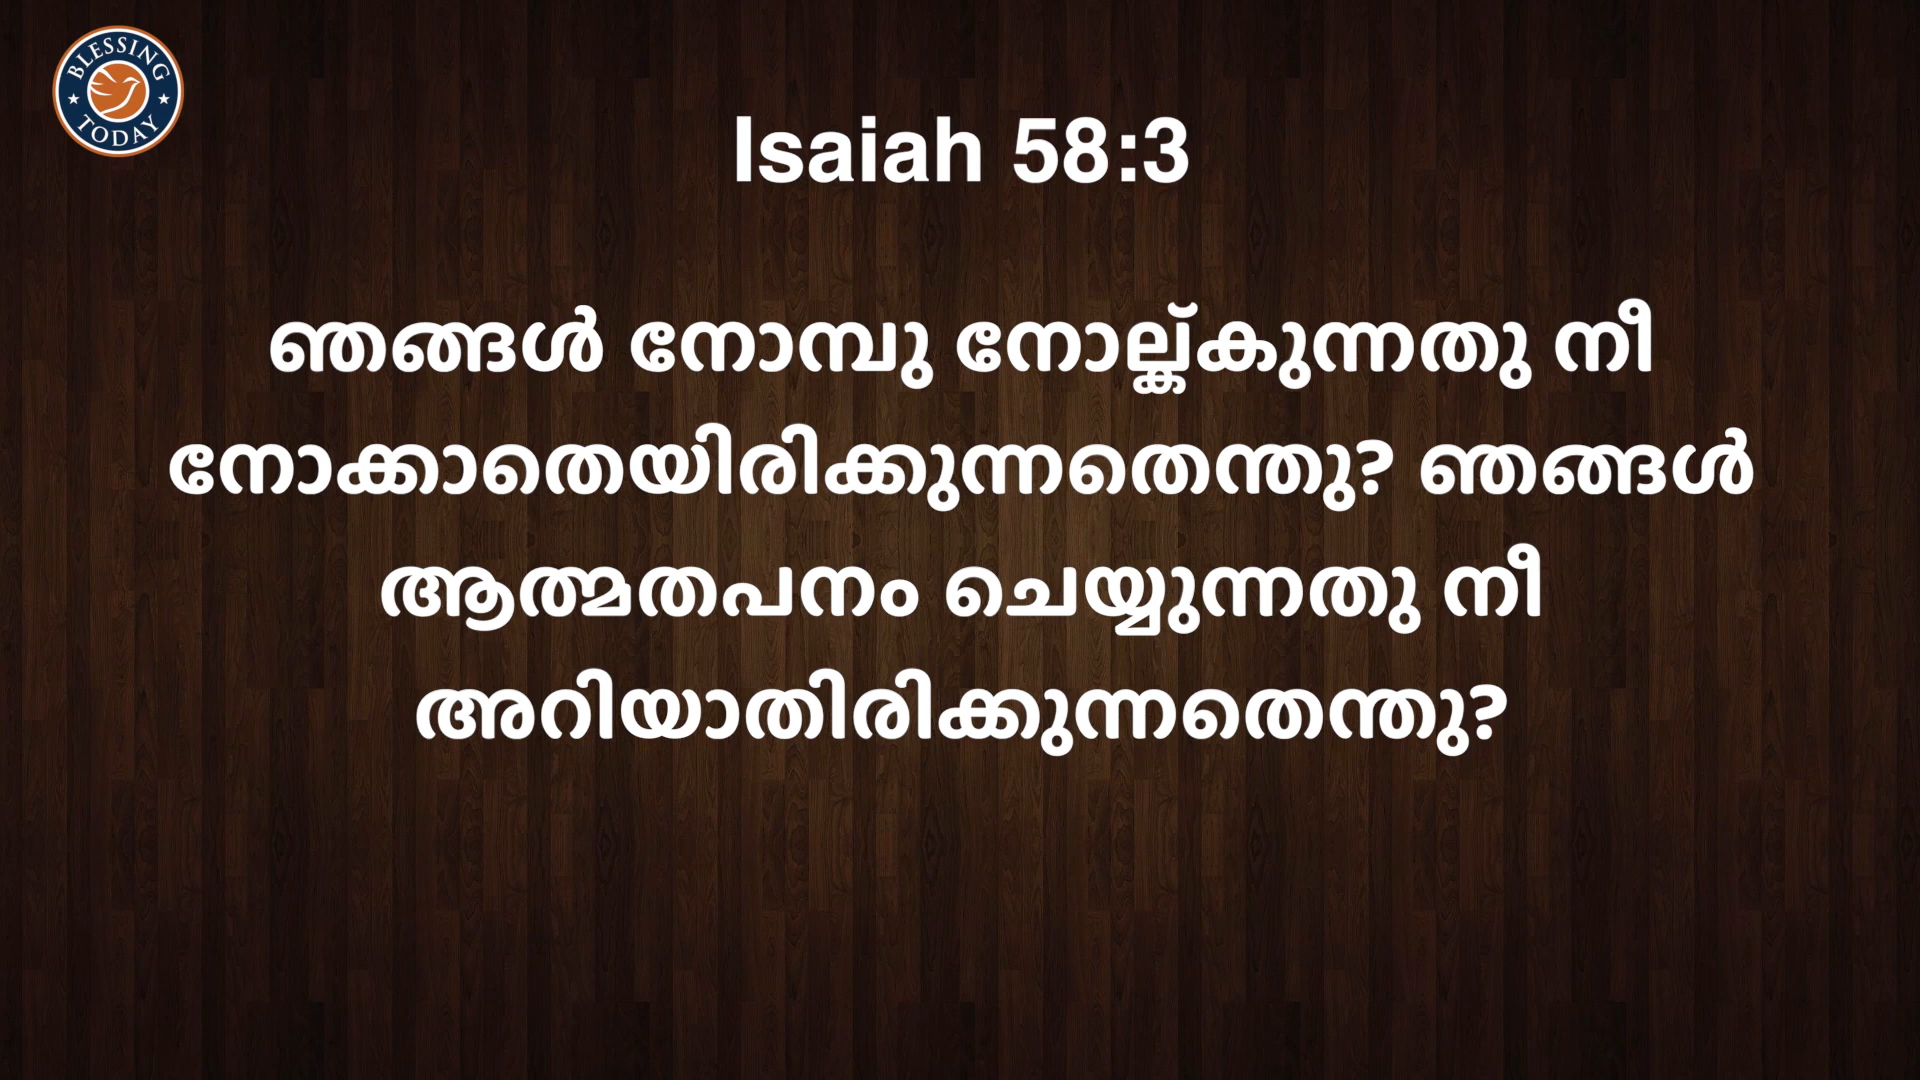 BLESSING
TODAY
Isaiah 58:3
ഞങ്ങൾ നോമ്പു നോല്ക്കുന്നതു നീ
നോക്കാതെയിരിക്കുന്നതെന്തു? ഞങ്ങൾ
ആത്മതപനം ചെയ്യുന്നതു നീ
അറിയാതിരിക്കുന്നതെന്തു?